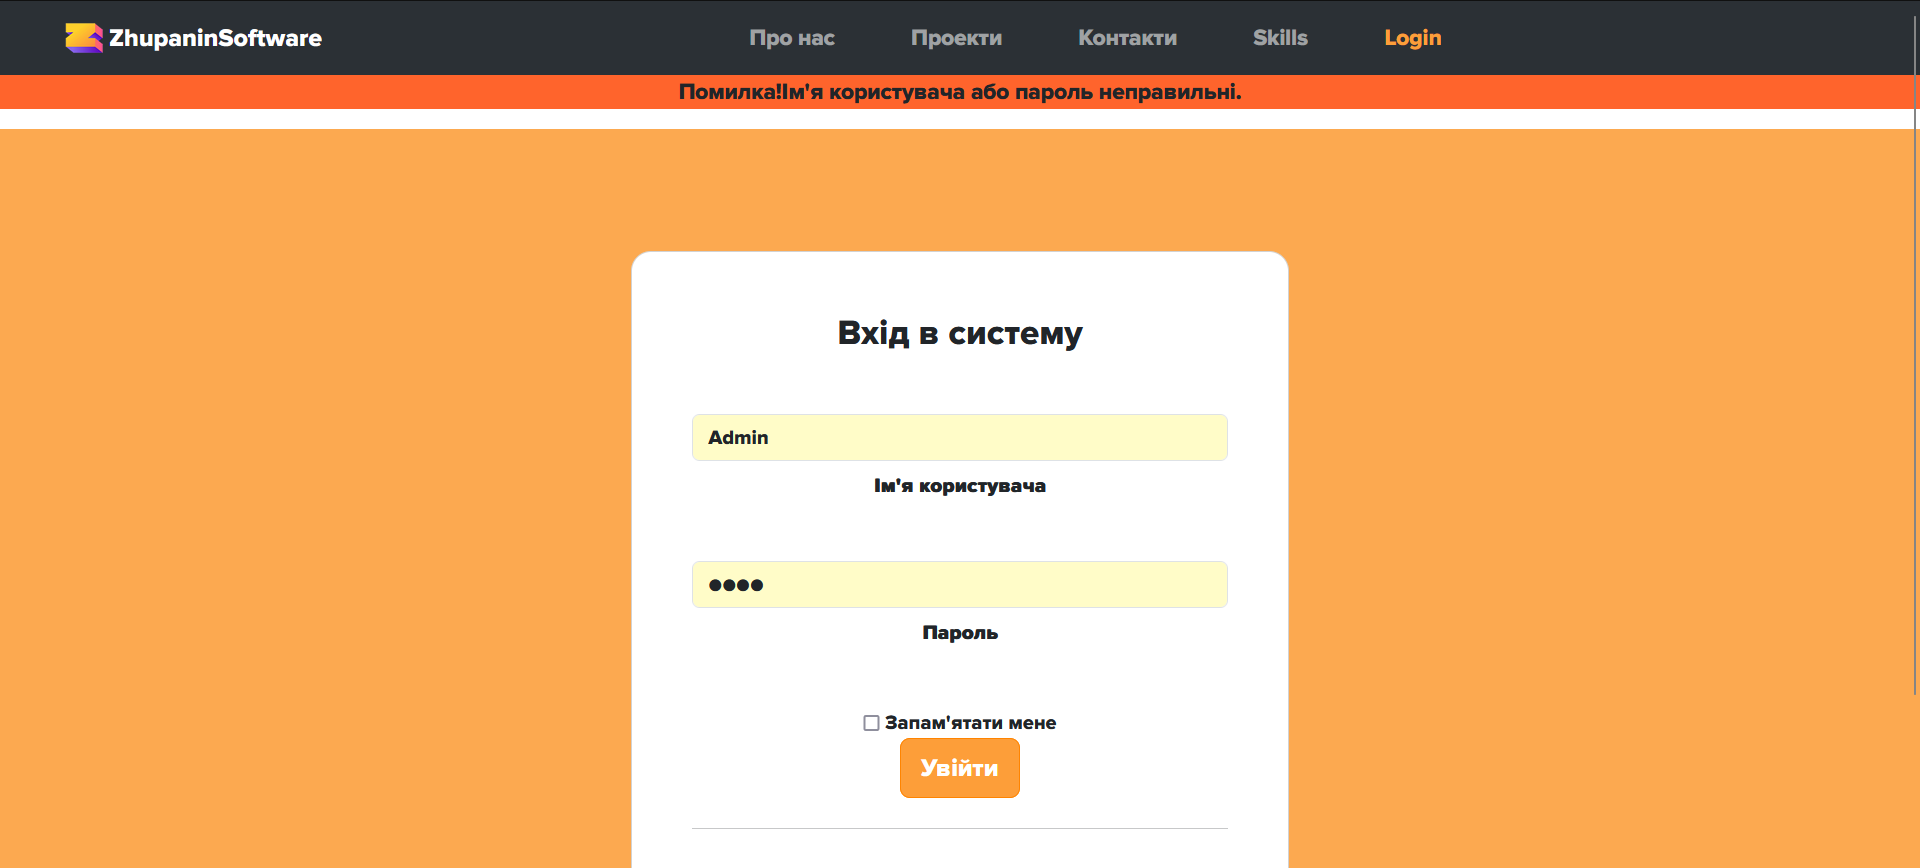 ZhupaninSoftware
Про нас
Проекти
Контакти
Skills
Login
Помилка!Ім'я користувача або пароль неправильні.
Вхід в систему
Admin
Ім'я користувача
Пароль
Запам'ятати мене
Увійти